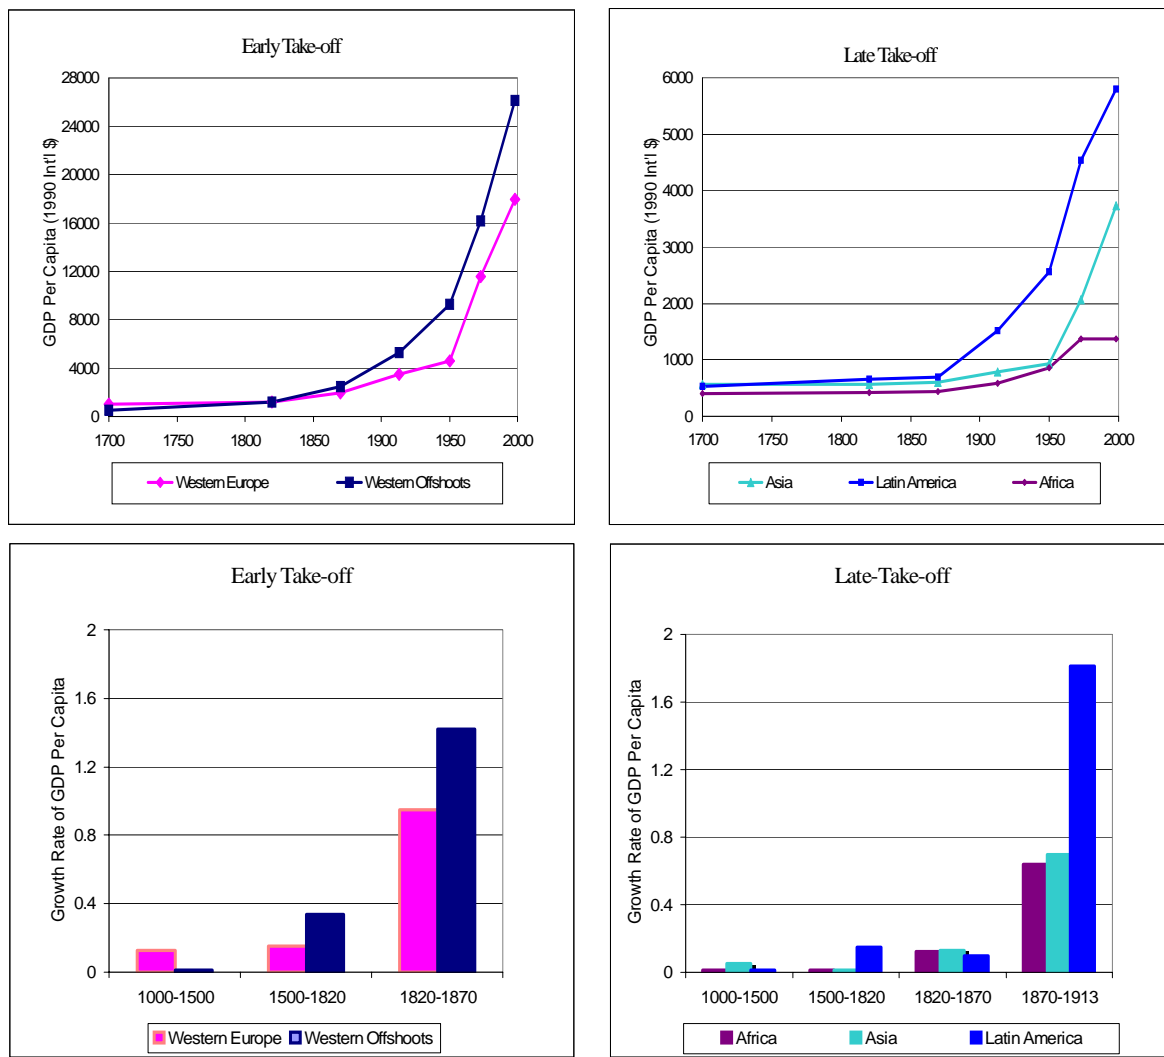 Early Take-off
GDP Per Capita (1990 Int'l $)
28000
24000
20000
16000
12000
8000
4000
0
1700 1750 1800 1850 1900 1950 2000
Western Europe Western Offshoots
Late Take-off
GDP Per Capita (1990 Int'l $)
6000
5000
4000
3000
2000
1000
0
1700 1750 1800 1850 1900 1950 2000
Asia Latin America Africa
Early Take-off
Growth Rate of GDP Per Capita
2
1.6
1.2
0.8
0.4
0
1000-1500 1500-1820 1820-1870
Western Europe Western Offshoots
Late-Take-off
Growth Rate of GDP Per Capita
2
1.6
1.2
0.8
0.4
0
1000-1500 1500-1820 1820-1870 1870-1913
Africa Asia Latin America